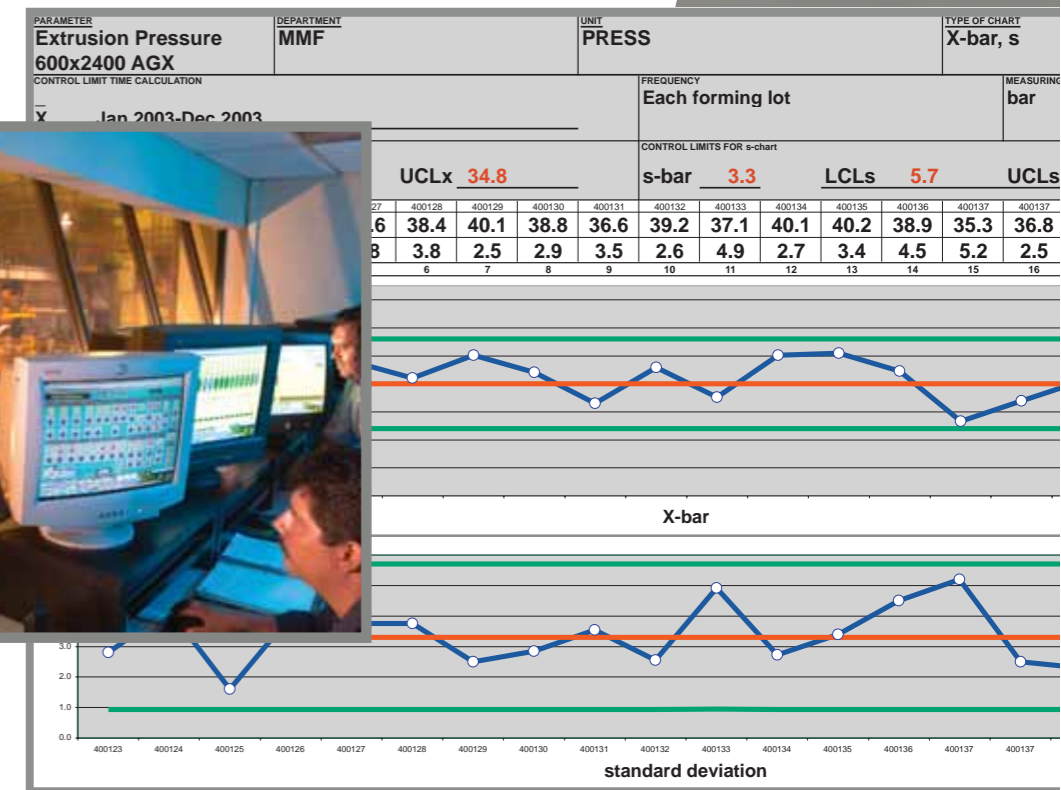 PARAMETER DEPARTMENT UNIT TYPE OF CHART
Extrusion Pressure MMF PRESS X-bar, s
600x2400 AGX
CONTROL LIMIT TIME CALCULATION FREQUENCY MEASURING
X Jan 2003-Dec 2003 Each forming lot bar
CONTROL LIMITS FOR s-chart
UCLx 34.8 s-bar 3.3 LCLs 5.7 UCLs
27 400128 400129 400130 400131 400132 400133 400134 400135 400136 400137 400137
.6 38.4 40.1 38.8 36.6 39.2 37.1 40.1 40.2 38.9 35.3 36.8
8 3.8 2.5 2.9 3.5 2.6 4.9 2.7 3.4 4.5 5.2 2.5
6 7 8 9 10 11 12 13 14 15 16
X-bar
3.0
2.0
1.0
0.0
400123 400124 400125 400126 400127 400128 400129 400130 400131 400132 400133 400134 400135 400136 400137 400137
standard deviation